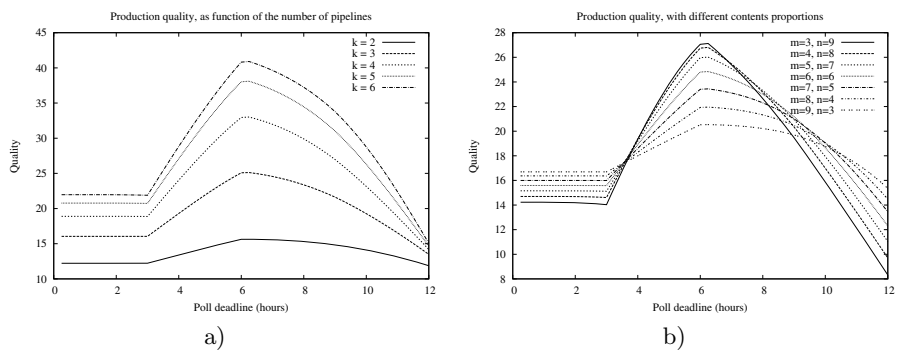 Production quality, as function of the number of pipelines
45
40
35
30
25
20
15
10
Quality
k = 2
k = 3
k = 4
k = 5
k = 6
0 2 4 6 8 10 12
Poll deadline (hours)
a)
Production quality, with different contents proportions
28
26
24
22
20
18
16
14
12
10
8
Quality
m=3, n=9
m=4, n=8
m=5, n=7
m=6, n=6
m=7, n=5
m=8, n=4
m=9, n=3
0 2 4 6 8 10 12
Poll deadline (hours)
b)